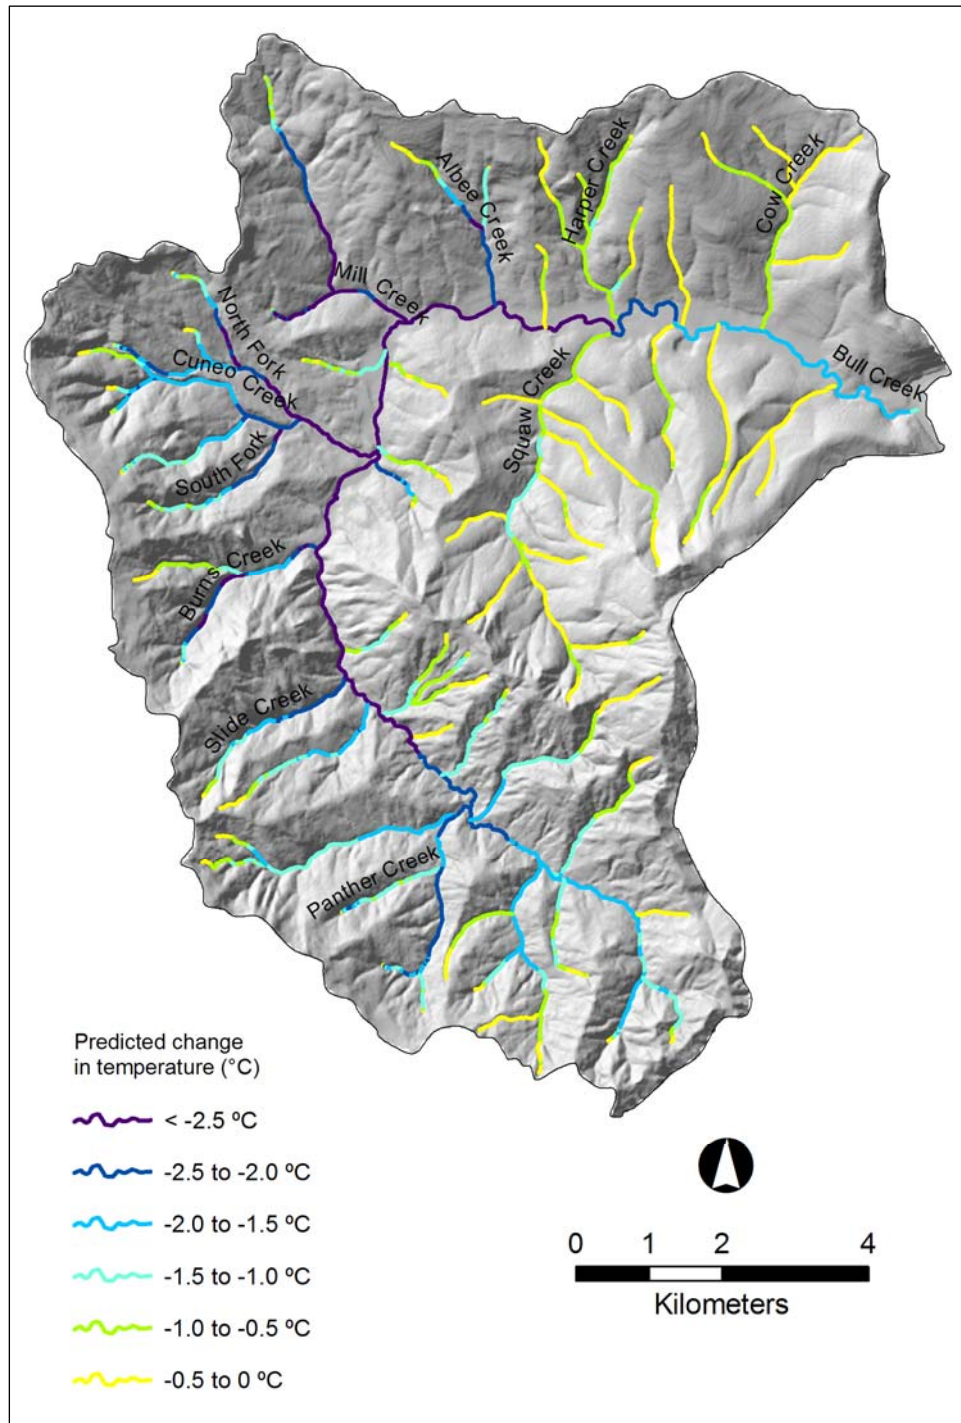 Albee Creek
Harper Creek
Cow Creek
Mill Creek
North Fork
Cuneo Creek
Bull Creek
Squaw Creek
South Fork
Burns Creek
Slide Creek
Panther Creek
Predicted change
in temperature (°C)
< -2.5 ºC
-2.5 to -2.0 ºC
-2.0 to -1.5 ºC
-1.5 to -1.0 ºC
-1.0 to -0.5 ºC
-0.5 to 0 ºC
0 1 2 4
Kilometers